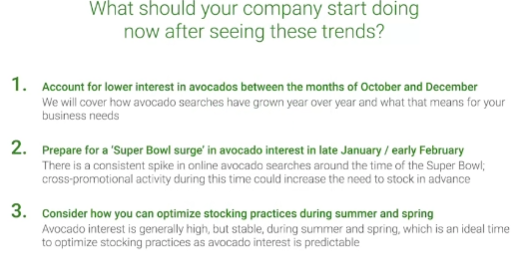 What should your company start doing
now after seeing these trends?
1. Account for lower interest in avocados between the months of October and December
We will cover how avocado searches have grown year over year and what that means for your
business needs
2. Prepare for a 'Super Bowl surge' in avocado interest in late January / early February
There is a consistent spike in online avocado searches around the time of the Super Bowl;
cross-promotional activity during this time could increase the need to stock in advance
3. Consider how you can optimize stocking practices during summer and spring
Avocado interest is generally high, but stable, during summer and spring, which is an ideal time
to optimize stocking practices as avocado interest is predictable